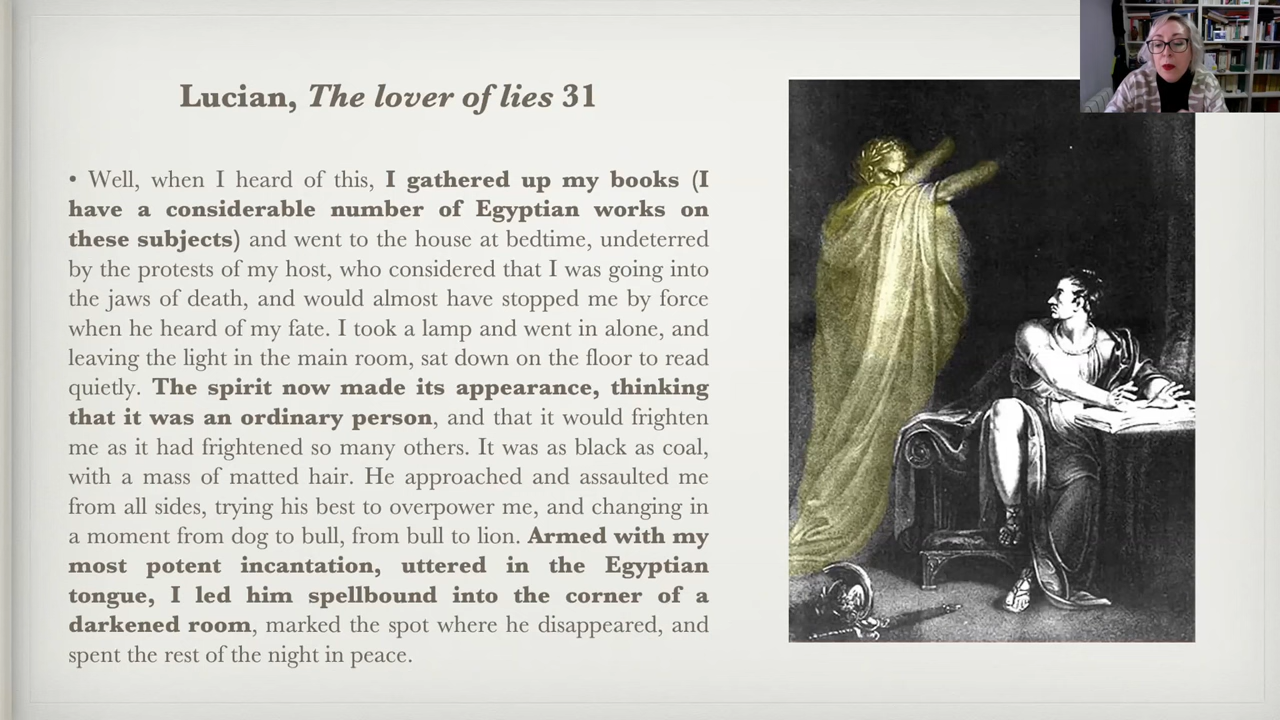 Lucian, The lover of lies 31
• Well, when I heard of this, I gathered up my books (I
have a considerable number of Egyptian works on
these subjects) and went to the house at bedtime, undeterred
by the protests of my host, who considered that I was going into
the jaws of death, and would almost have stopped me by force
when he heard of my fate. I took a lamp and went in alone, and
leaving the light in the main room, sat down on the floor to read
quietly. The spirit now made its appearance, thinking
that it was an ordinary person, and that it would frighten
me as it had frightened so many others. It was as black as coal,
with a mass of matted hair. He approached and assaulted me
from all sides, trying his best to overpower me, and changing in
a moment from dog to bull, from bull to lion. Armed with my
most potent incantation, uttered in the Egyptian
tongue, I led him spellbound into the corner of a
darkened room, marked the spot where he disappeared, and
spent the rest of the night in peace.